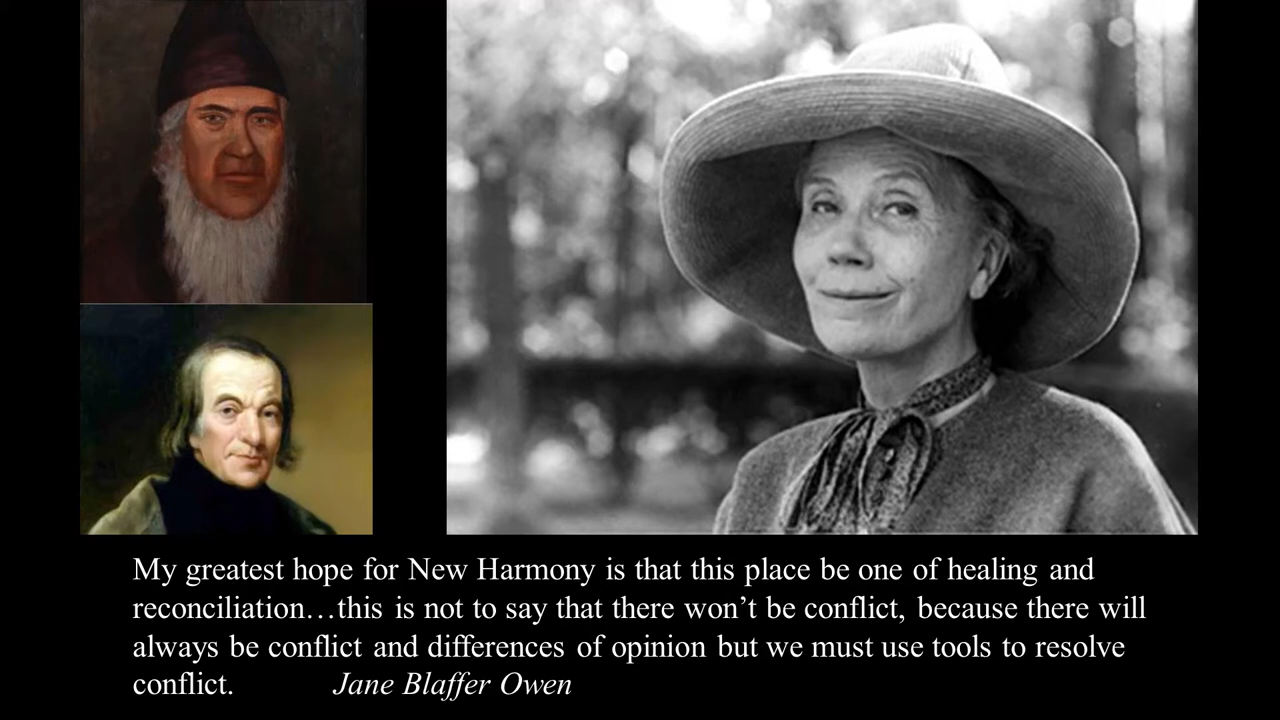 My greatest hope for New Harmony is that this place be one of healing and
reconciliation…this is not to say that there won’t be conflict, because there will
always be conflict and differences of opinion but we must use tools to resolve
conflict. Jane Blaffer Owen